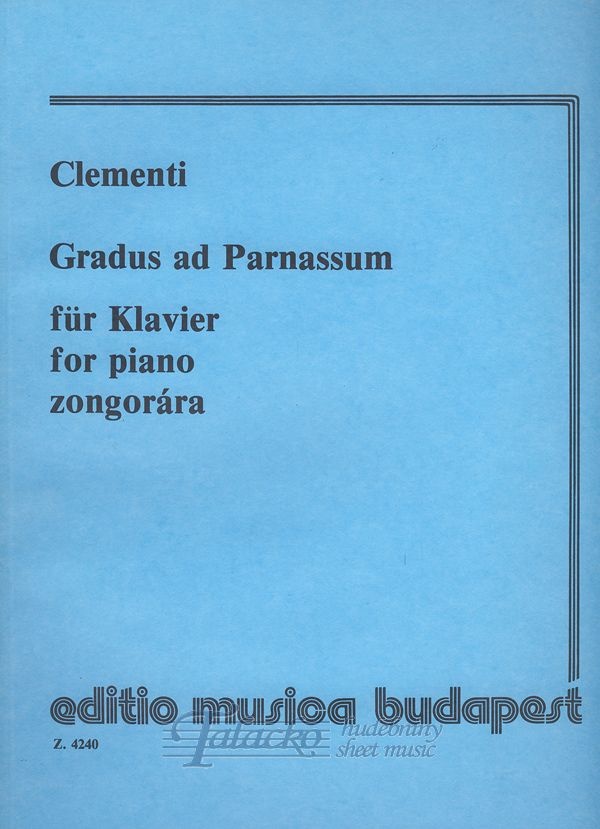 Clementi
Gradus ad Parnassum
für Klavier
for piano
zongorára
editio musica budapest
Z. 4240
Talacko hudebniny
sheet music